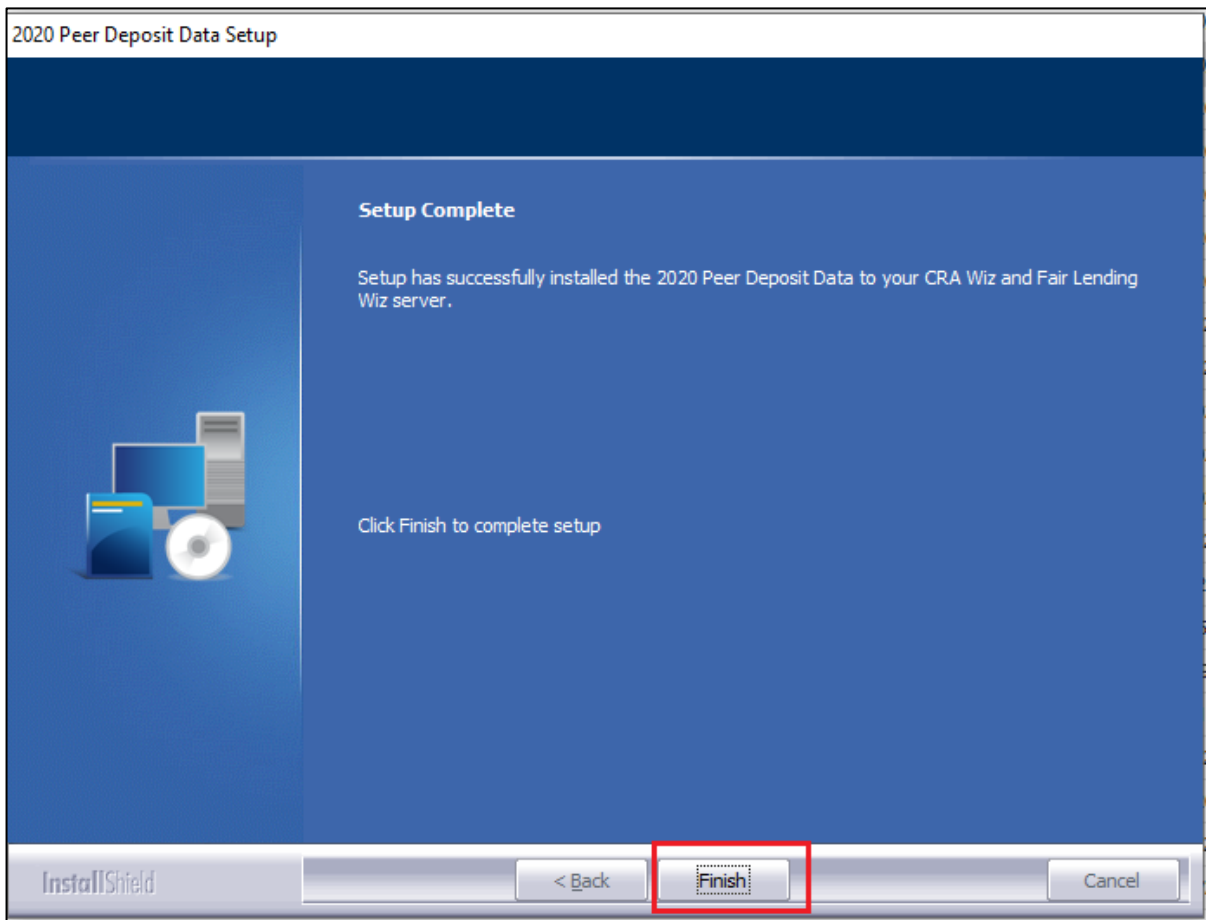 2020 Peer Deposit Data Setup
Setup Complete
Setup has successfully installed the 2020 Peer Deposit Data to your CRA Wiz and Fair Lending
Wiz server.
Click Finish to complete setup
InstallShield
< Back
Finish
Cancel